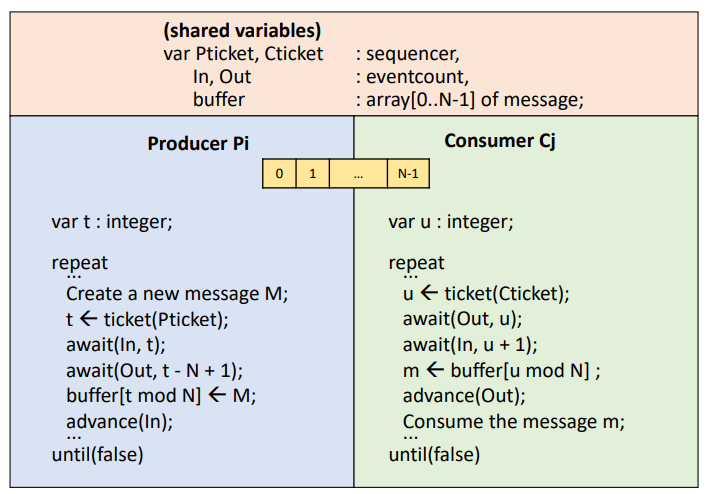 (shared variables)
var Pticket, Cticket : sequencer,
In, Out : eventcount,
buffer : array[0..N-1] of message;
Producer Pi
Consumer Cj
0 1 ... N-1
var t : integer;
repeat
...
Create a new message M;
t ← ticket(Pticket);
await(In, t);
await(Out, t - N + 1);
buffer[t mod N] ← M;
advance(In);
...
until(false)
var u : integer;
repeat
...
u ← ticket(Cticket);
await(Out, u);
await(In, u + 1);
m ← buffer[u mod N] ;
advance(Out);
Consume the message m;
...
until(false)